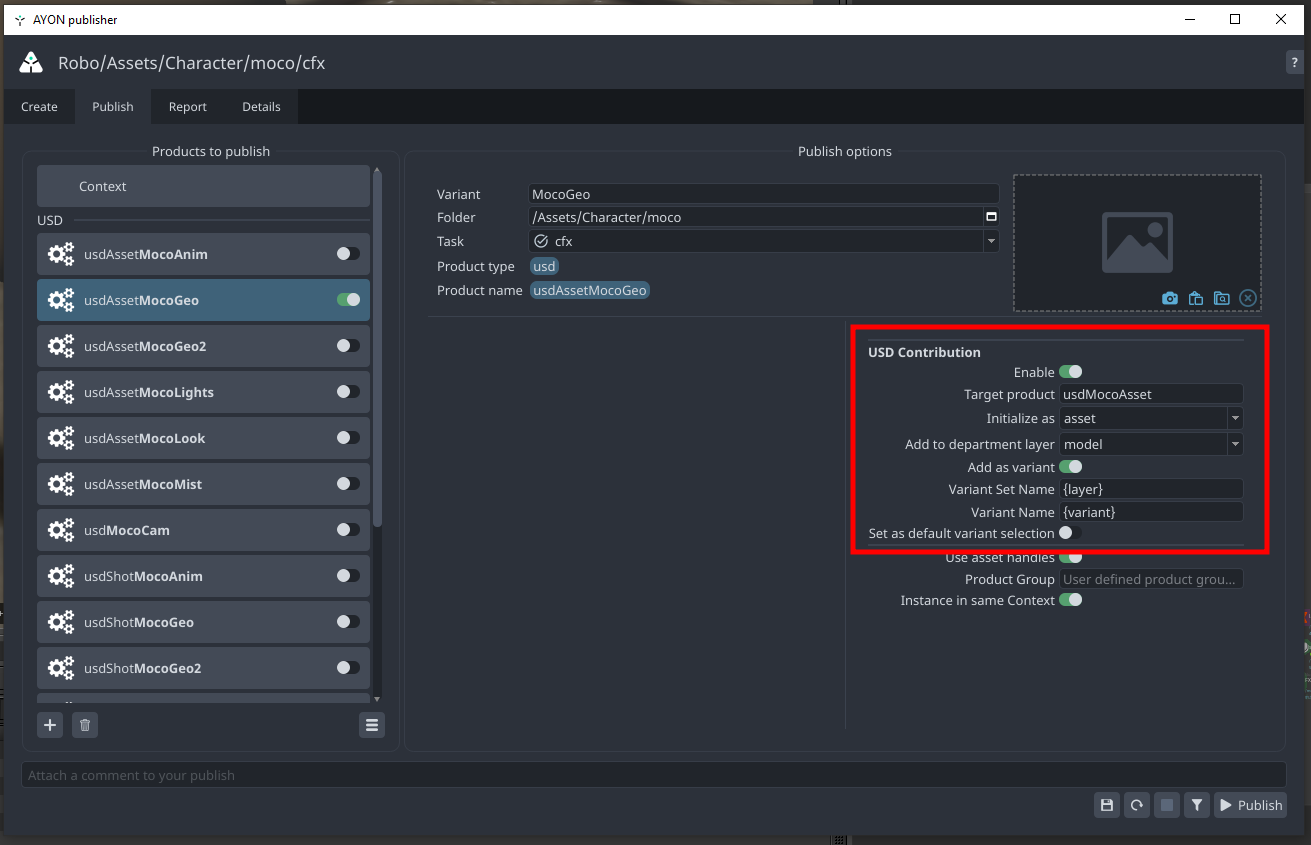 AYON publisher
Robo/Assets/Character/moco/cfx
?
Create
Publish
Report
Details
Products to publish
Context
USD
usdAssetMocoAnim
usdAssetMocoGeo
usdAssetMocoGeo2
usdAssetMocoLights
usdAssetMocoLook
usdAssetMocoMist
usdMocoCam
usdShotMocoAnim
usdShotMocoGeo
usdShotMocoGeo2
Publish options
Variant MocoGeo
Folder /Assets/Character/moco
Task cfx
Product type usd
Product name usdAssetMocoGeo
USD Contribution
Enable
Target product usdMocoAsset
Initialize as asset
Add to department layer model
Add as variant
Variant Set Name {layer}
Variant Name {variant}
Set as default variant selection
Use asset handles
Product Group User defined product grou...
Instance in same Context
Attach a comment to your publish
Publish